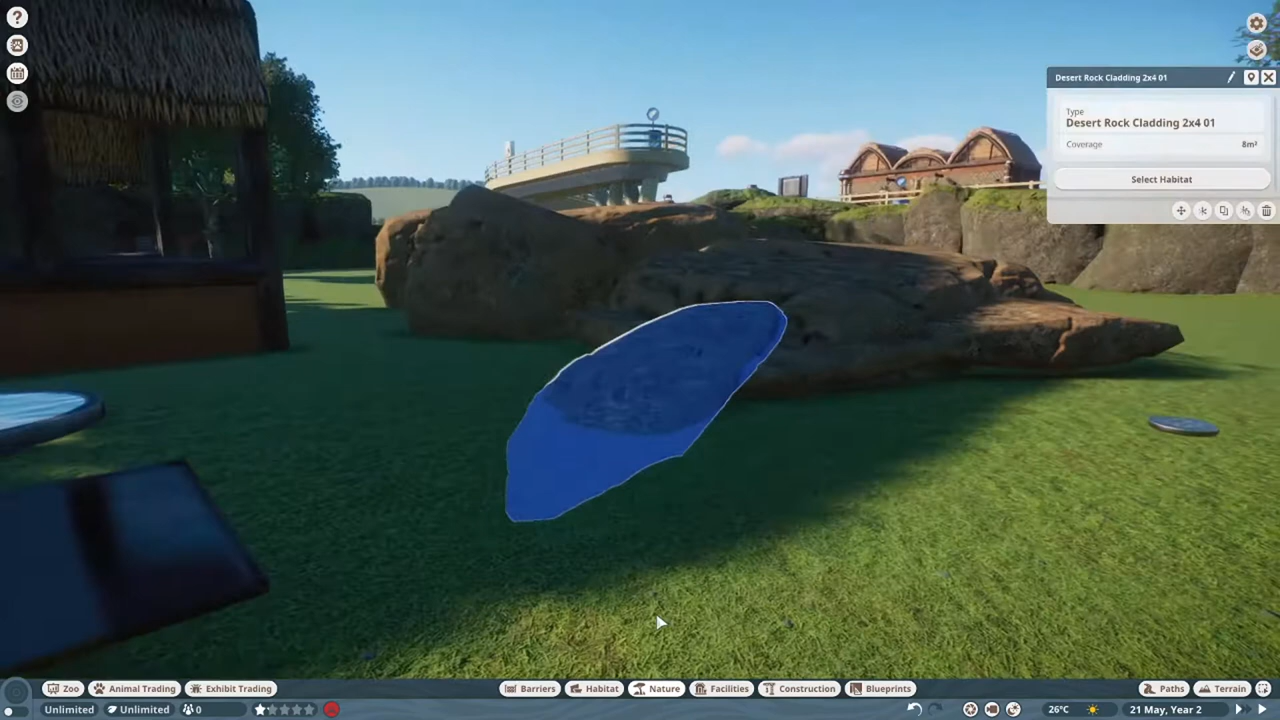 ?
Desert Rock Cladding 2x4 01
Type
Desert Rock Cladding 2x4 01
Coverage 8m²
Select Habitat
Zoo Animal Trading Exhibit Trading Barriers Habitat Nature Facilities Construction Blueprints Paths Terrain
Unlimited Unlimited 0 26°C 21 May, Year 2